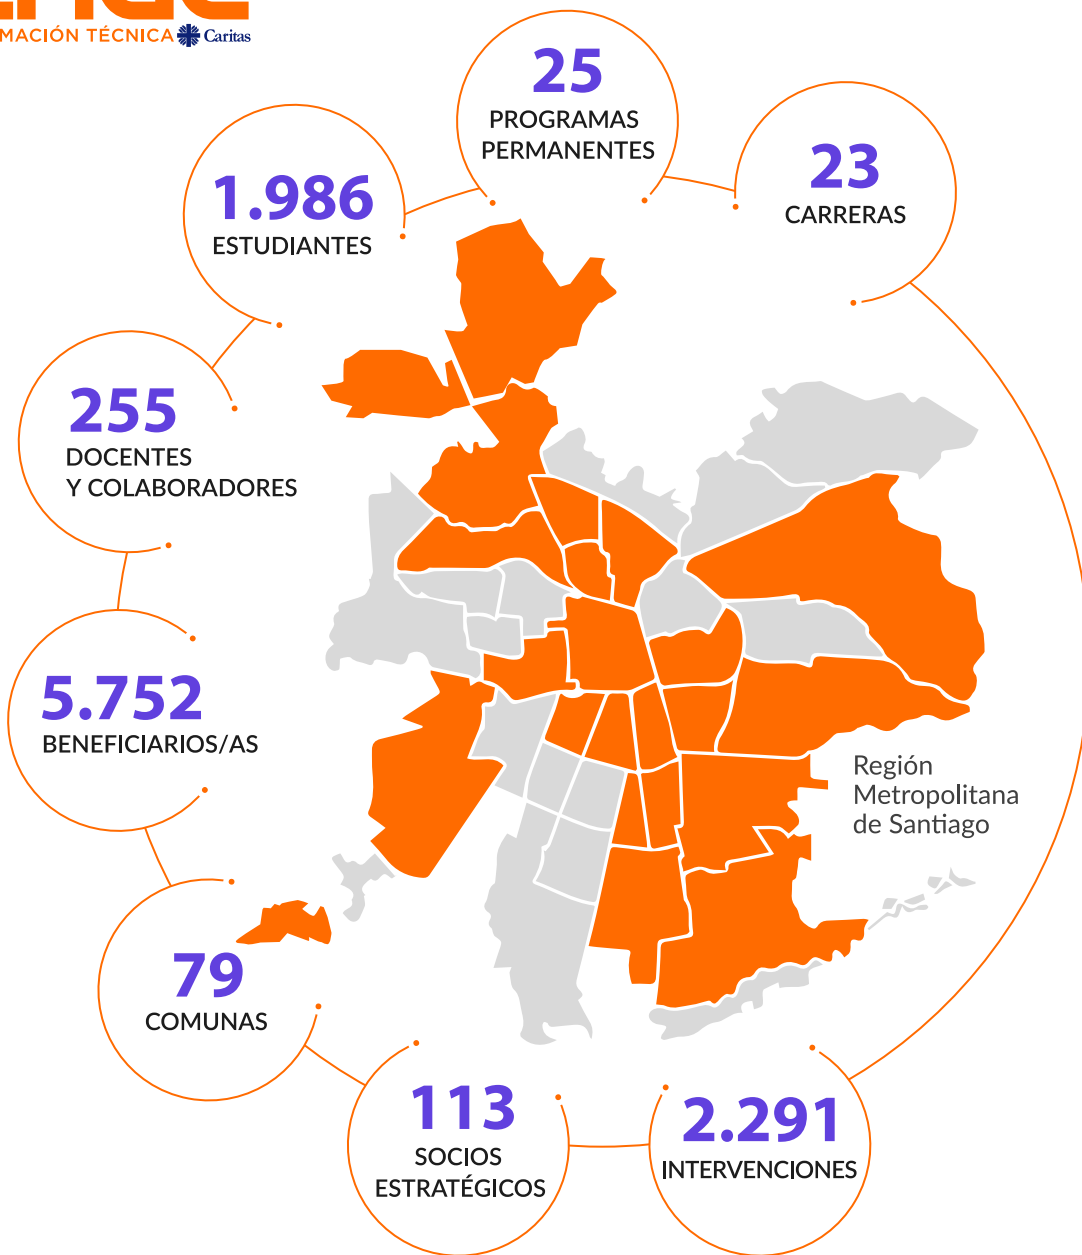 MACIÓN TÉCNICA Caritas
25
PROGRAMAS
PERMANENTES
23
CARRERAS
1.986
ESTUDIANTES
255
DOCENTES
Y COLABORADORES
5.752
BENEFICIARIOS/AS
Región
Metropolitana
de Santiago
79
COMUNAS
113
SOCIOS
ESTRATÉGICOS
2.291
INTERVENCIONES